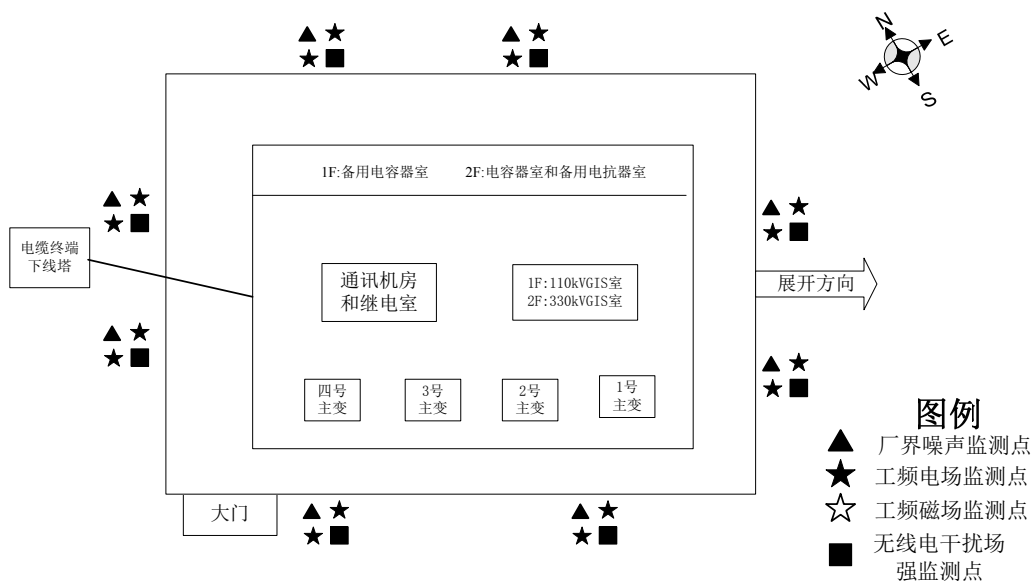 N
E
W
S
1F:备用电容器室 2F:电容器室和备用电抗器室
电缆终端
下线塔
通讯机房
和继电室
1F:110kVGIS室
2F:330kVGIS室
展开方向
四号
主变
3号
主变
2号
主变
1号
主变
大门
图例
厂界噪声监测点
工频电场监测点
工频磁场监测点
无线电干扰场
强监测点